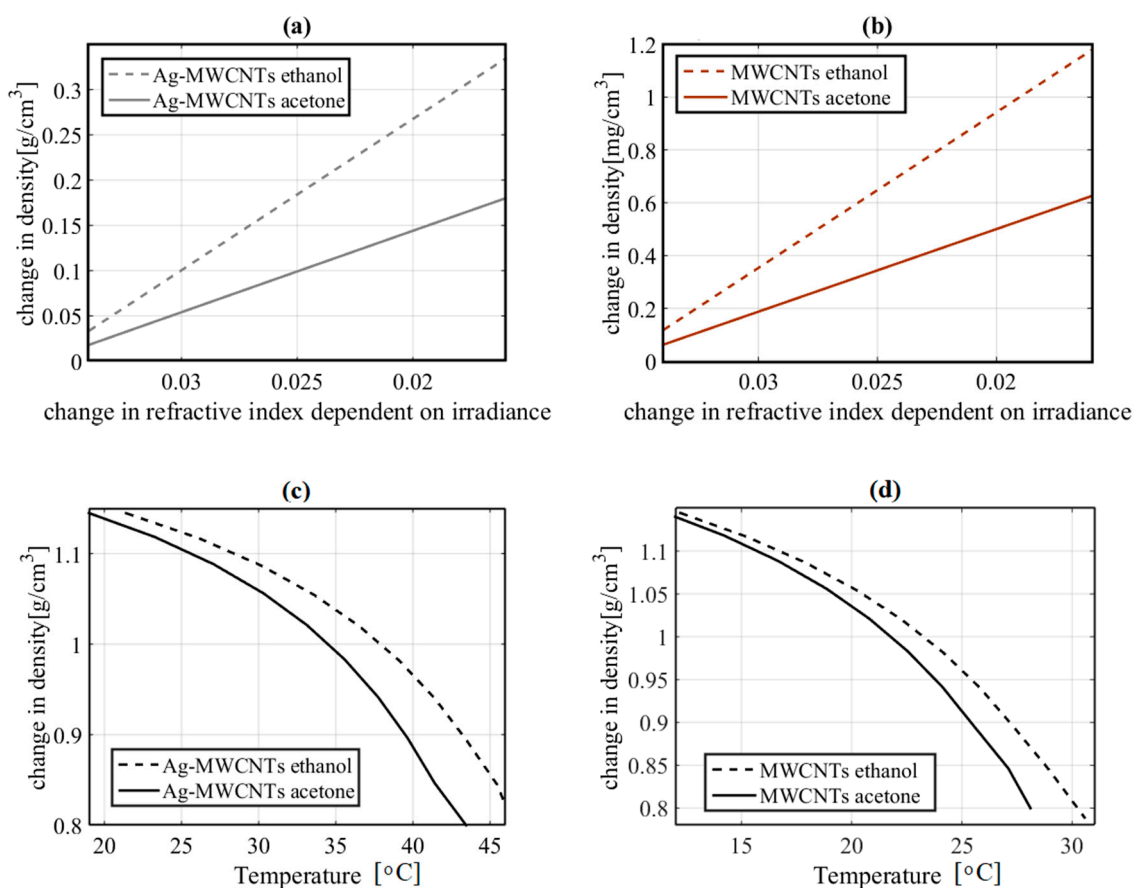 (a)
change in density[g/cm³]
0.3
0.25
0.2
0.15
0.1
0.05
0
Ag-MWCNTs ethanol
Ag-MWCNTs acetone
0.03 0.025 0.02
change in refractive index dependent on irradiance
(b)
change in density[mg/cm³]
1.2
1
0.8
0.6
0.4
0.2
0
MWCNTs ethanol
MWCNTs acetone
0.03 0.025 0.02
change in refractive index dependent on irradiance
(c)
change in density[g/cm³]
1.1
1
0.9
0.8
Ag-MWCNTs ethanol
Ag-MWCNTs acetone
20 25 30 35 40 45
Temperature [°C]
(d)
change in density[g/cm³]
1.1
1.05
1
0.95
0.9
0.85
0.8
MWCNTs ethanol
MWCNTs acetone
15 20 25 30
Temperature [°C]